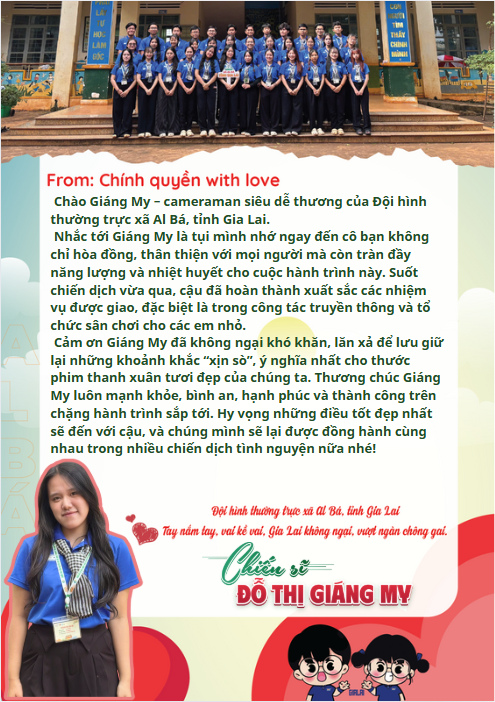 From: Chính quyền with love
Chào Giáng My – cameraman siêu dễ thương của Đội hình
thường trực xã Al Bá, tỉnh Gia Lai.
Nhắc tới Giáng My là tụi mình nhớ ngay đến cô bạn không
chỉ hòa đồng, thân thiện với mọi người mà còn tràn đầy
năng lượng và nhiệt huyết cho cuộc hành trình này. Suốt
chiến dịch vừa qua, cậu đã hoàn thành xuất sắc các nhiệm
vụ được giao, đặc biệt là trong công tác truyền thông và tổ
chức sân chơi cho các em nhỏ.
Cảm ơn Giáng My đã không ngại khó khăn, lăn xả để lưu giữ
lại những khoảnh khắc “xịn sò”, ý nghĩa nhất cho thước
phim thanh xuân tươi đẹp của chúng ta. Thương chúc Giáng
My luôn mạnh khỏe, bình an, hạnh phúc và thành công trên
chặng hành trình sắp tới. Hy vọng những điều tốt đẹp nhất
sẽ đến với cậu, và chúng mình sẽ lại được đồng hành cùng
nhau trong nhiều chiến dịch tình nguyện nữa nhé!
Đội hình thường trực xã Al Bá, tỉnh Gia Lai
Tay nắm tay, vai kề vai, Gia Lai không ngại, vượt ngàn chông gai.
Chiến sĩ
ĐỖ THỊ GIÁNG MY